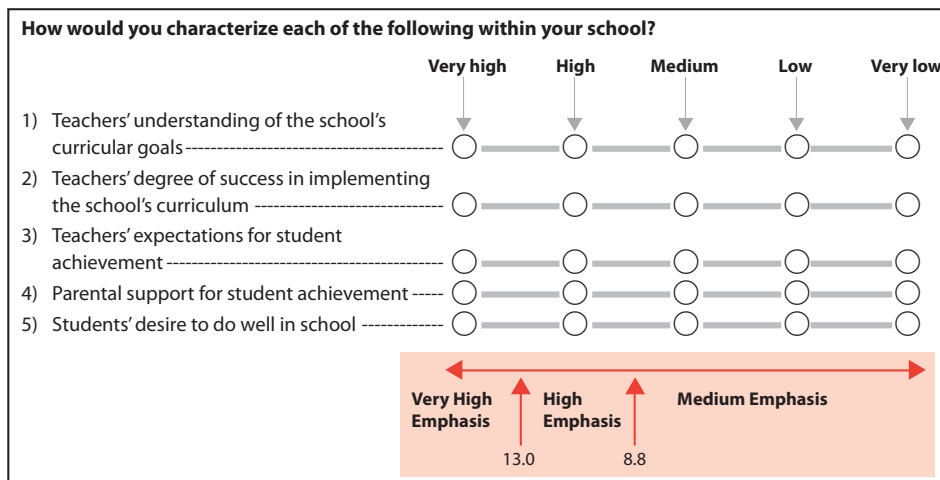 How would you characterize each of the following within your school?
Very high High Medium Low Very low
1) Teachers’ understanding of the school’s
curricular goals
2) Teachers’ degree of success in implementing
the school’s curriculum
3) Teachers’ expectations for student
achievement
4) Parental support for student achievement
5) Students’ desire to do well in school
Very High High Medium Emphasis
Emphasis Emphasis
13.0 8.8